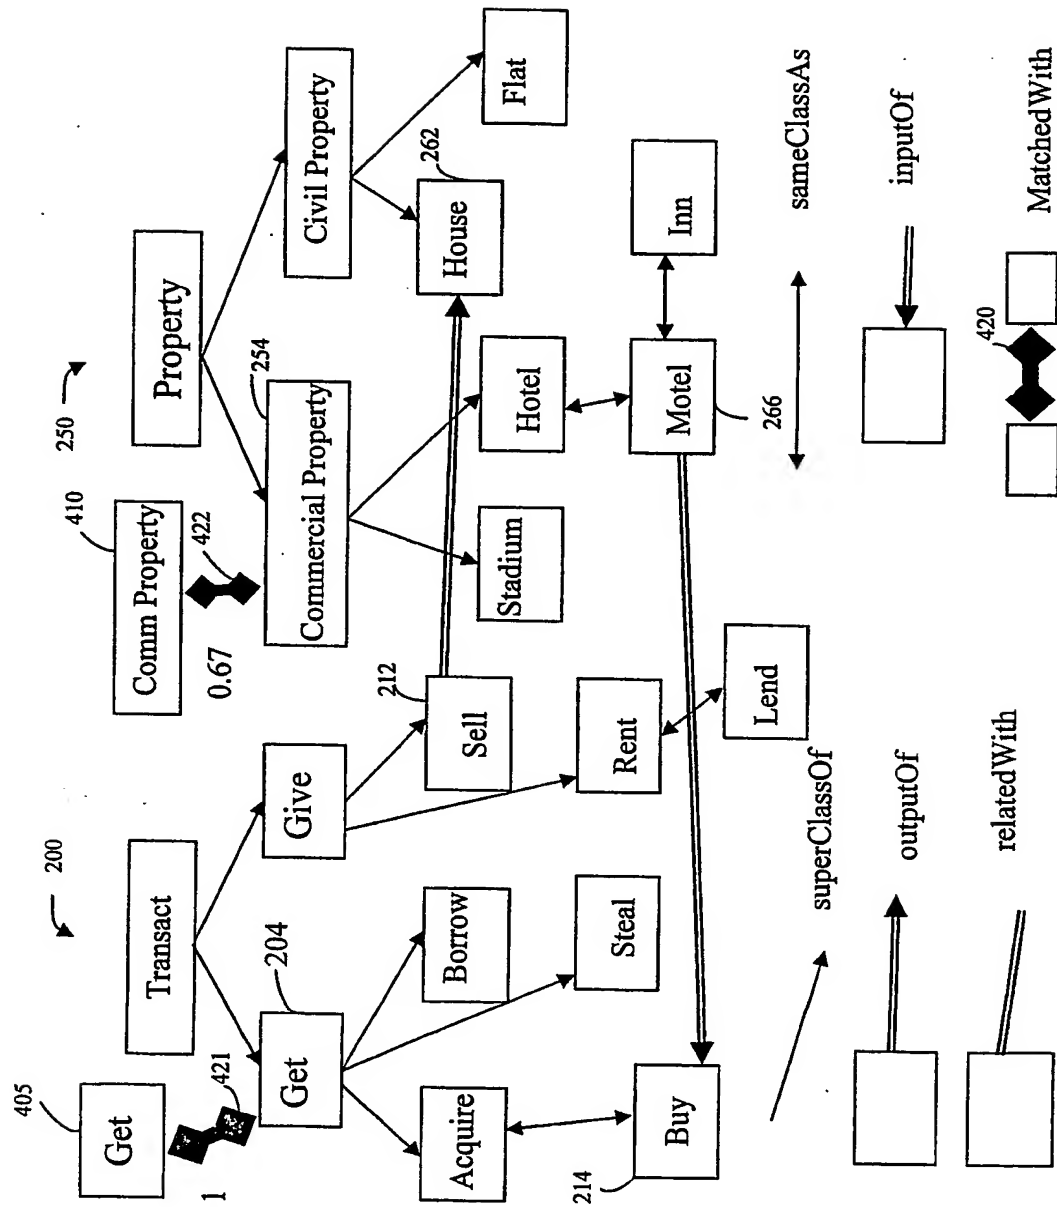 405
Get
421
1
200
Transact
Get
204
Give
Acquire
Borrow
Steal
Buy
214
Sell
212
Rent
Lend
410
Comm Property
422
0.67
250
Property
Commercial Property
254
Civil Property
Stadium
Hotel
House
262
Flat
Motel
266
Inn
superClassOf
sameClassAs
outputOf
inputOf
relatedWith
420
MatchedWith